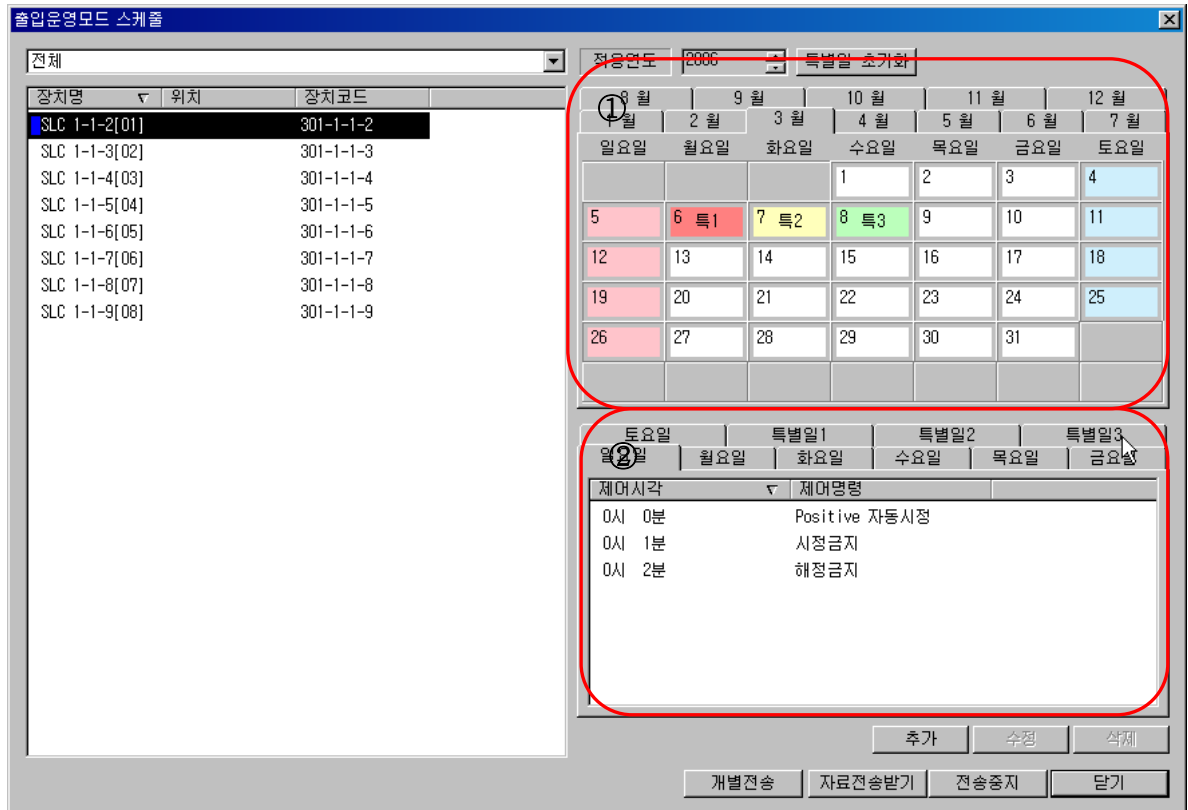 출입운영모드 스케줄
전체
적용연도 2006 특별일 초기화
장치명 위치 장치코드
SLC 1-1-2[01] 301-1-1-2
SLC 1-1-3[02] 301-1-1-3
SLC 1-1-4[03] 301-1-1-4
SLC 1-1-5[04] 301-1-1-5
SLC 1-1-6[05] 301-1-1-6
SLC 1-1-7[06] 301-1-1-7
SLC 1-1-8[07] 301-1-1-8
SLC 1-1-9[08] 301-1-1-9
①
8 월 9 월 10 월 11 월 12 월
1 월 2 월 3 월 4 월 5 월 6 월 7 월
일요일 월요일 화요일 수요일 목요일 금요일 토요일
1 2 3 4
5 6 특1 7 특2 8 특3 9 10 11
12 13 14 15 16 17 18
19 20 21 22 23 24 25
26 27 28 29 30 31
②
토요일 특별일1 특별일2 특별일3
일요일 월요일 화요일 수요일 목요일 금요일
제어시각 제어명령
0시 0분 Positive 자동시정
0시 1분 시정금지
0시 2분 해정금지
추가 수정 삭제
개별전송 자료전송받기 전송중지 닫기